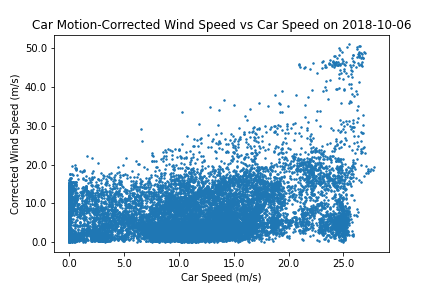 Car Motion-Corrected Wind Speed vs Car Speed on 2018-10-06
50.0
40.0
30.0
20.0
10.0
0.0
Corrected Wind Speed (m/s)
0.0 5.0 10.0 15.0 20.0 25.0
Car Speed (m/s)